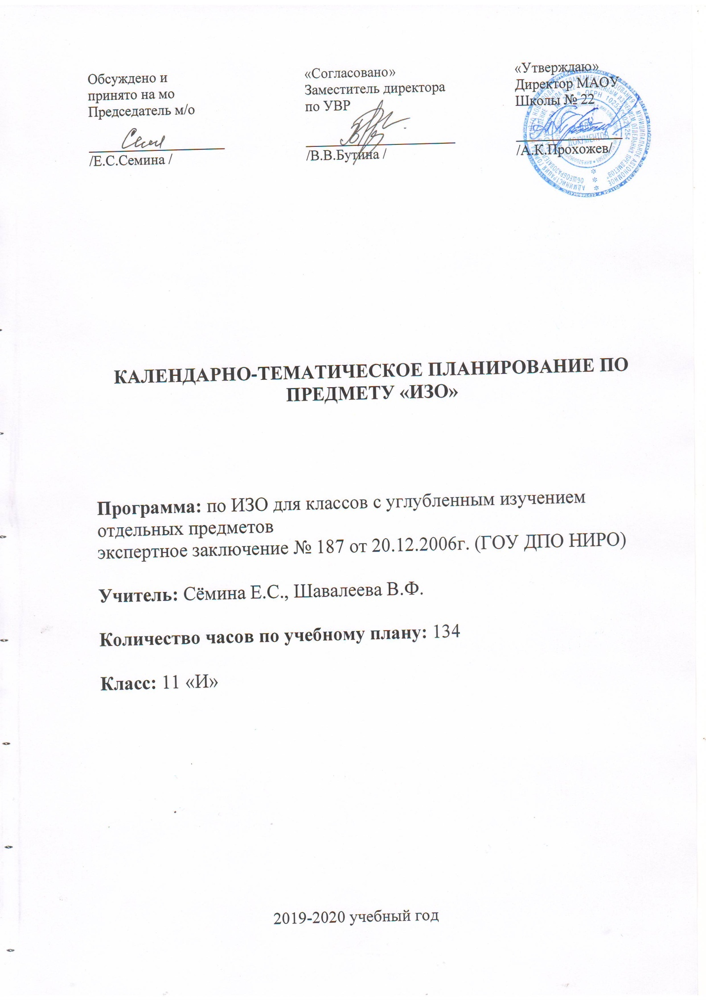 Обсуждено и
принято на мо
Председатель м/о
/Е.С.Семина /
«Согласовано»
Заместитель директора
по УВР
/В.В.Бутина /
«Утверждаю»
Директор МАОУ
Школы № 22
/А.К.Прохожев/
ДОКУМЕНТОВ
КАЛЕНДАРНО-ТЕМАТИЧЕСКОЕ ПЛАНИРОВАНИЕ ПО
ПРЕДМЕТУ «ИЗО»
Программа: по ИЗО для классов с углубленным изучением
отдельных предметов
экспертное заключение № 187 от 20.12.2006г. (ГОУ ДПО НИРО)
Учитель: Сёмина Е.С., Шавалеева В.Ф.
Количество часов по учебному плану: 134
Класс: 11 «И»
2019-2020 учебный год